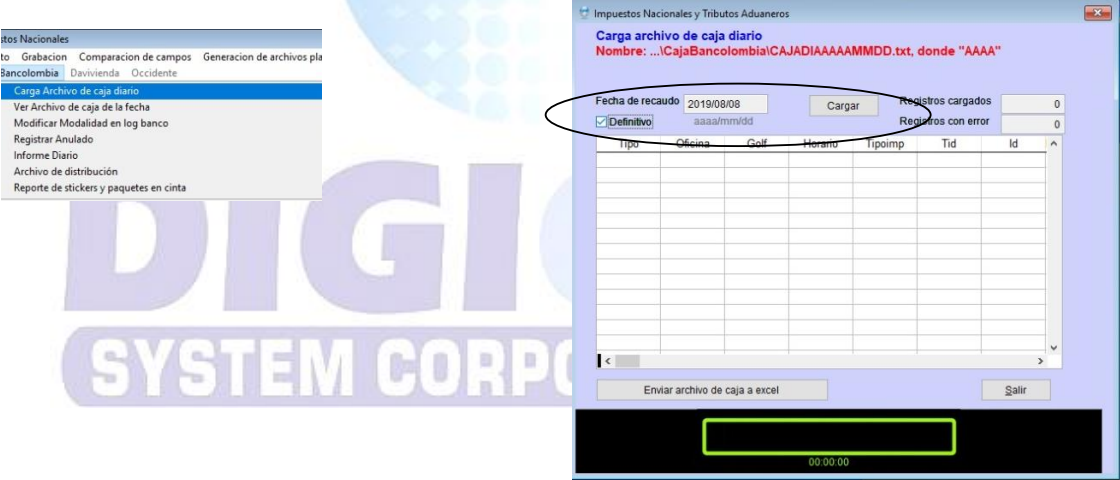 stos Nacionales
to Grabacion Comparacion de campos Generacion de archivos pla
Bancolombia Davivienda Occidente
Carga Archivo de caja diario
Ver Archivo de caja de la fecha
Modificar Modalidad en log banco
Registrar Anulado
Informe Diario
Archivo de distribución
Reporte de stickers y paquetes en cinta
Impuestos Nacionales y Tributos Aduaneros
Carga archivo de caja diario
Nombre: ...\CajaBancolombia\CAJADIAAAAAMMDD.txt, donde "AAAA"
Fecha de recaudo 2019/08/08 Cargar Registros cargados 0
Definitivo aaaa/mm/dd Registros con error 0
Tipo Oficina Golf Horario Tipoimp Tid Id
Enviar archivo de caja a excel Salir
00:00:00
DIGI
SYSTEM CORPO